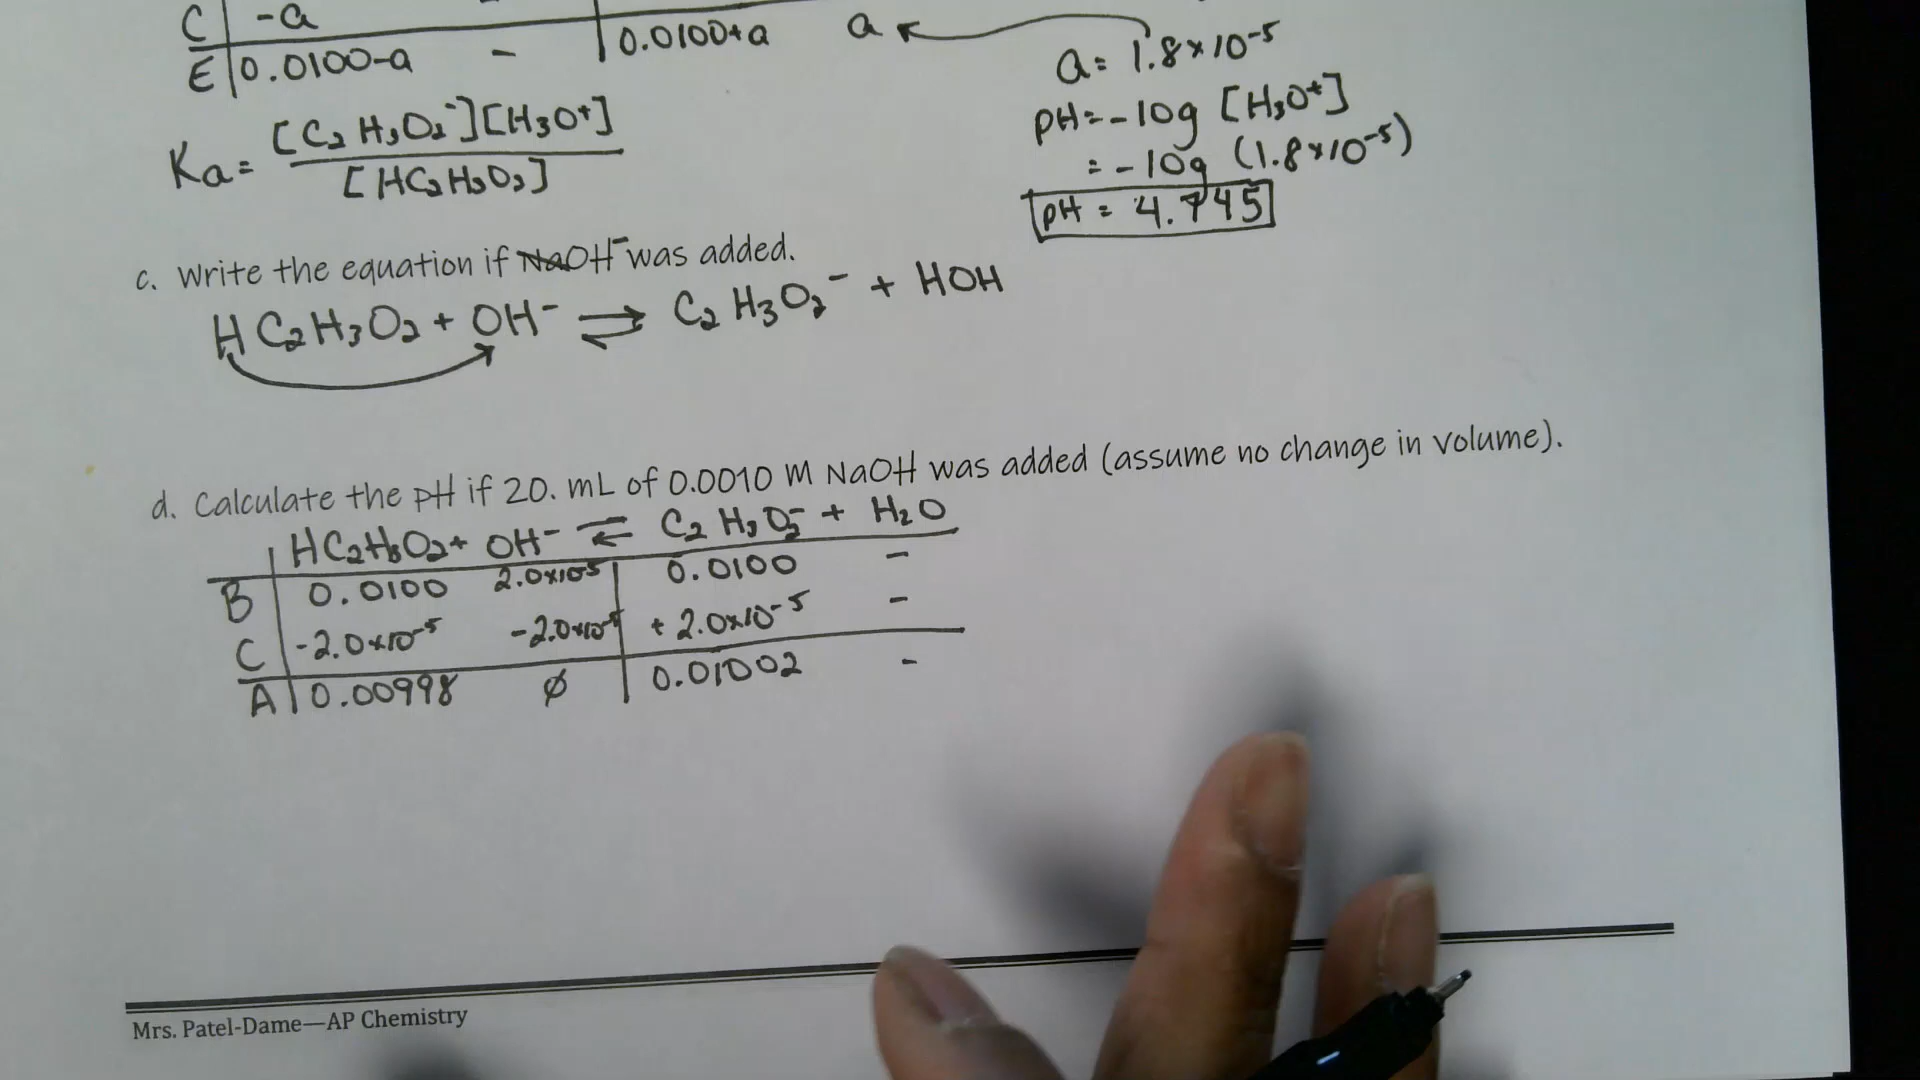 C -a
E 0.0100-a - 0.0100+a a
a = 1.8×10⁻⁵
Ka = [C₂H₃O₂⁻][H₃O⁺]
[HC₂H₃O₂]
pH = -log [H₃O⁺]
= -log (1.8×10⁻⁵)
pH = 4.745
c. Write the equation if NaOH⁻ was added.
HC₂H₃O₂ + OH⁻ ⇌ C₂H₃O₂⁻ + HOH
d. Calculate the pH if 20. mL of 0.0010 M NaOH was added (assume no change in volume).
HC₂H₃O₂ + OH⁻ ⇌ C₂H₃O₂⁻ + H₂O
B 0.0100 2.0×10⁻⁵ 0.0100 -
C -2.0×10⁻⁵ -2.0×10⁻⁵ +2.0×10⁻⁵ -
A 0.00998 Ø 0.01002 -
Mrs. Patel-Dame—AP Chemistry